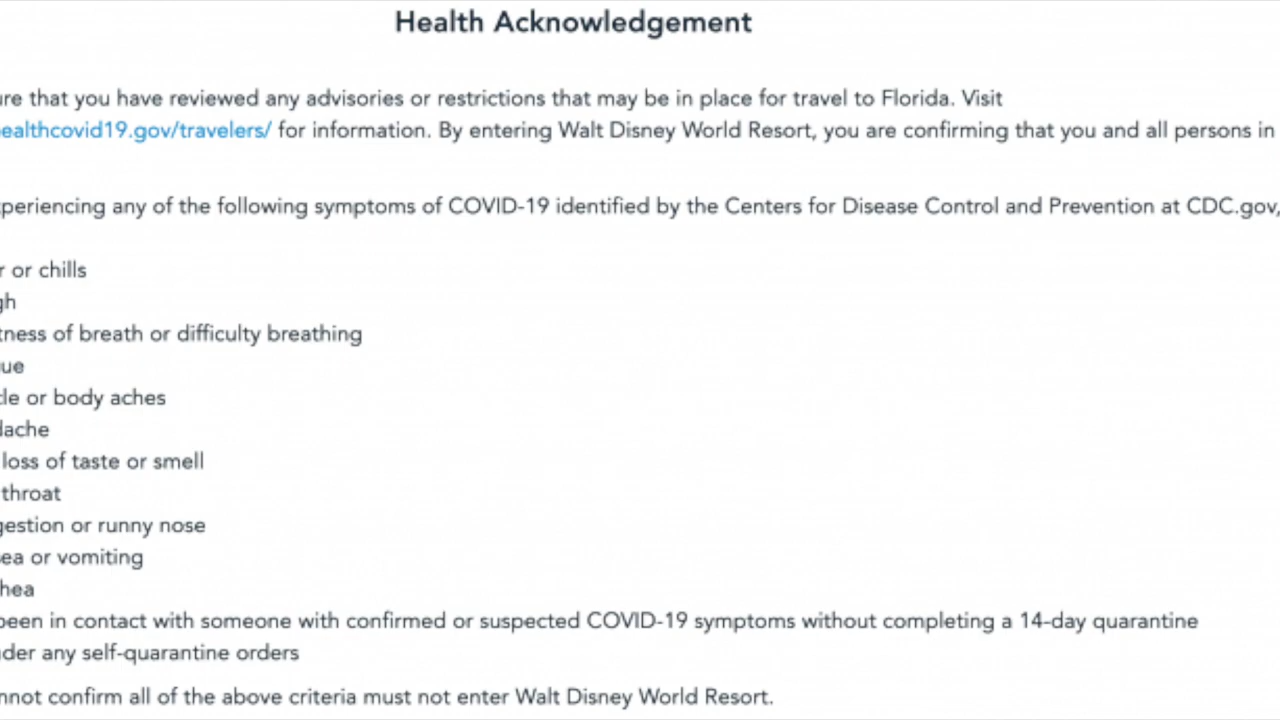 Health Acknowledgement
ure that you have reviewed any advisories or restrictions that may be in place for travel to Florida. Visit
ealthcovid19.gov/travelers/ for information. By entering Walt Disney World Resort, you are confirming that you and all persons in
periencing any of the following symptoms of COVID-19 identified by the Centers for Disease Control and Prevention at CDC.gov,
r or chills
gh
tness of breath or difficulty breathing
ue
cle or body aches
dache
loss of taste or smell
throat
gestion or runny nose
ea or vomiting
hea
been in contact with someone with confirmed or suspected COVID-19 symptoms without completing a 14-day quarantine
der any self-quarantine orders
nnot confirm all of the above criteria must not enter Walt Disney World Resort.